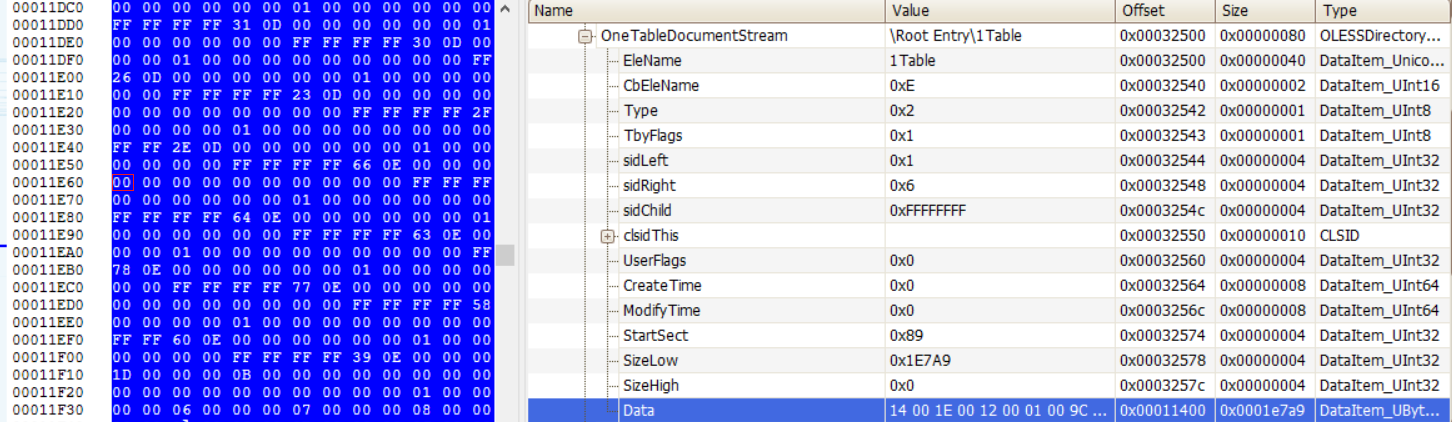 00011DC0 00 00 00 00 00 00 01 00 00 00 00 00 00
00011DD0 FF FF FF FF 31 0D 00 00 00 00 00 00 01
00011DE0 00 00 00 00 00 00 FF FF FF FF 30 0D 00
00011DF0 00 00 01 00 00 00 00 00 00 00 00 00 FF
00011E00 26 0D 00 00 00 00 00 00 01 00 00 00 00
00011E10 00 00 FF FF FF FF 23 0D 00 00 00 00 00
00011E20 00 00 00 00 00 00 00 00 FF FF FF FF 2F
00011E30 00 00 00 00 01 00 00 00 00 00 00 00 00
00011E40 FF FF 2E 0D 00 00 00 00 00 00 01 00 00
00011E50 00 00 00 00 FF FF FF FF 66 0E 00 00 00
00011E60 00 00 00 00 00 00 00 00 00 00 FF FF FF
00011E70 00 00 00 00 00 00 01 00 00 00 00 00 00
00011E80 FF FF FF FF 64 0E 00 00 00 00 00 00 01
00011E90 00 00 00 00 00 00 FF FF FF FF 63 0E 00
00011EA0 00 00 01 00 00 00 00 00 00 00 00 00 FF
00011EB0 78 0E 00 00 00 00 00 00 01 00 00 00 00
00011EC0 00 00 FF FF FF FF 77 0E 00 00 00 00 00
00011ED0 00 00 00 00 00 00 00 00 FF FF FF FF 58
00011EE0 00 00 00 00 01 00 00 00 00 00 00 00 00
00011EF0 FF FF 60 0E 00 00 00 00 00 00 01 00 00
00011F00 00 00 00 00 FF FF FF FF 39 0E 00 00 00
00011F10 1D 00 00 00 0B 00 00 00 00 00 00 00 00
00011F20 00 00 00 00 00 00 00 00 00 00 01 00 00
00011F30 00 00 06 00 00 00 07 00 00 00 08 00 00
Name Value Offset Size Type
OneTableDocumentStream \Root Entry\1Table 0x00032500 0x00000080 OLESSDirectory...
EleName 1Table 0x00032500 0x00000040 DataItem_Unico...
CbEleName 0xE 0x00032540 0x00000002 DataItem_UInt16
Type 0x2 0x00032542 0x00000001 DataItem_UInt8
TbyFlags 0x1 0x00032543 0x00000001 DataItem_UInt8
sidLeft 0x1 0x00032544 0x00000004 DataItem_UInt32
sidRight 0x6 0x00032548 0x00000004 DataItem_UInt32
sidChild 0xFFFFFFFF 0x0003254c 0x00000004 DataItem_UInt32
clsidThis 0x00032550 0x00000010 CLSID
UserFlags 0x0 0x00032560 0x00000004 DataItem_UInt32
CreateTime 0x0 0x00032564 0x00000008 DataItem_UInt64
ModifyTime 0x0 0x0003256c 0x00000008 DataItem_UInt64
StartSect 0x89 0x00032574 0x00000004 DataItem_UInt32
SizeLow 0x1E7A9 0x00032578 0x00000004 DataItem_UInt32
SizeHigh 0x0 0x0003257c 0x00000004 DataItem_UInt32
Data 14 00 1E 00 12 00 01 00 9C ... 0x00011400 0x0001e7a9 DataItem_UByt...